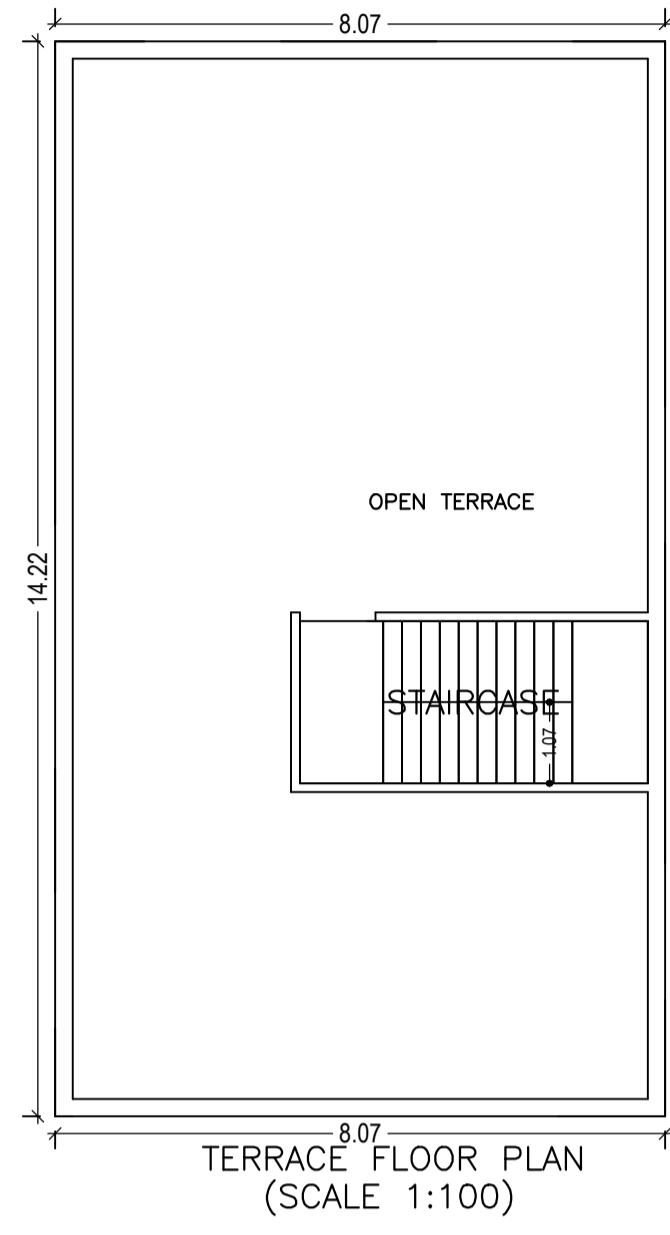 8.07
14.22
OPEN TERRACE
STAIRCASE
1.07
8.07
TERRACE FLOOR PLAN
(SCALE 1:100)